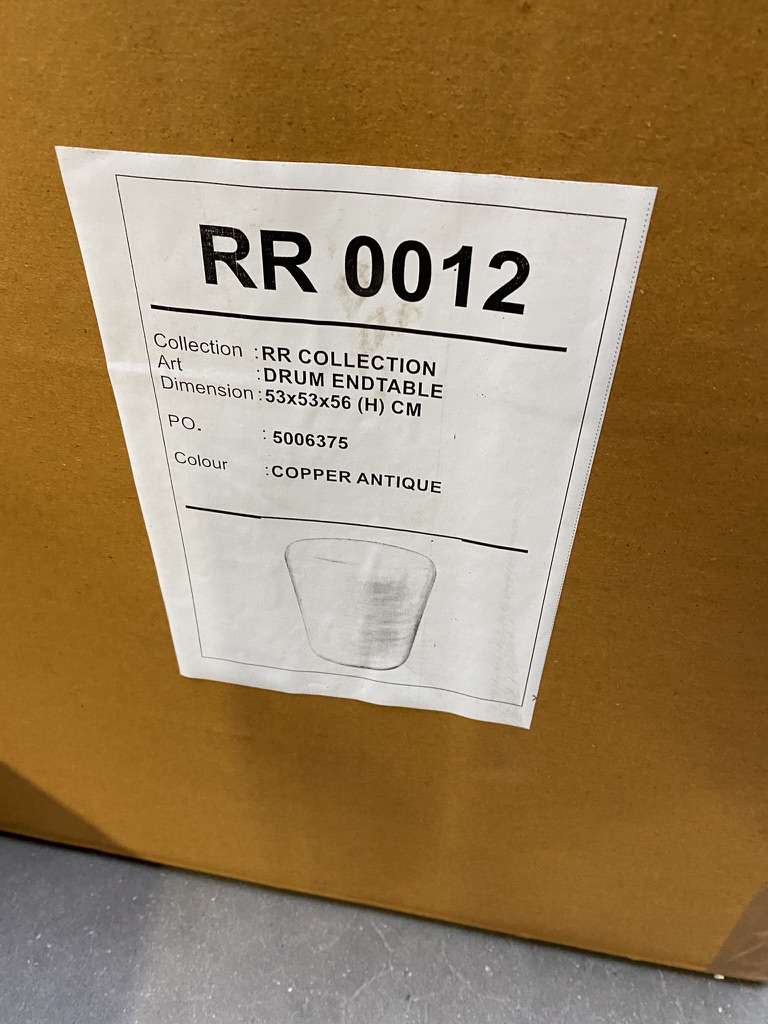 RR 0012
Collection :RR COLLECTION
Art :DRUM ENDTABLE
Dimension :53x53x56 (H) CM
PO. : 5006375
Colour :COPPER ANTIQUE